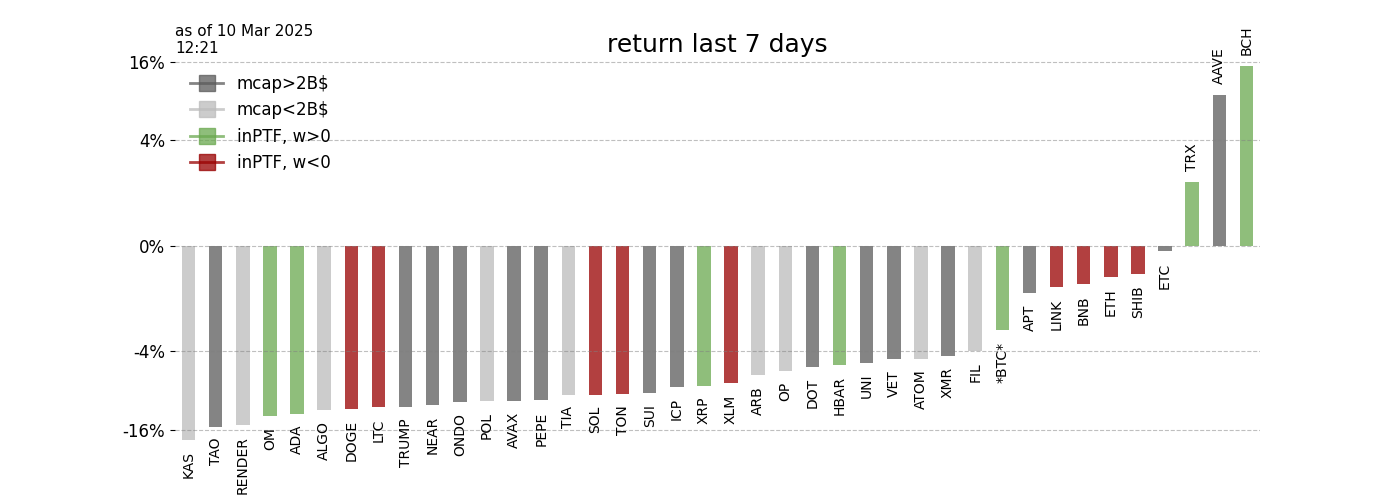 as of 10 Mar 2025
12:21
return last 7 days
16%
4%
0%
-4%
-16%
mcap>2B$
mcap<2B$
inPTF, w>0
inPTF, w<0
KAS
TAO
RENDER
OM
ADA
ALGO
DOGE
LTC
TRUMP
NEAR
ONDO
POL
AVAX
PEPE
TIA
SOL
TON
SUI
ICP
XRP
XLM
ARB
OP
DOT
HBAR
UNI
VET
ATOM
XMR
FIL
*BTC*
APT
LINK
BNB
ETH
SHIB
ETC
TRX
AAVE
BCH